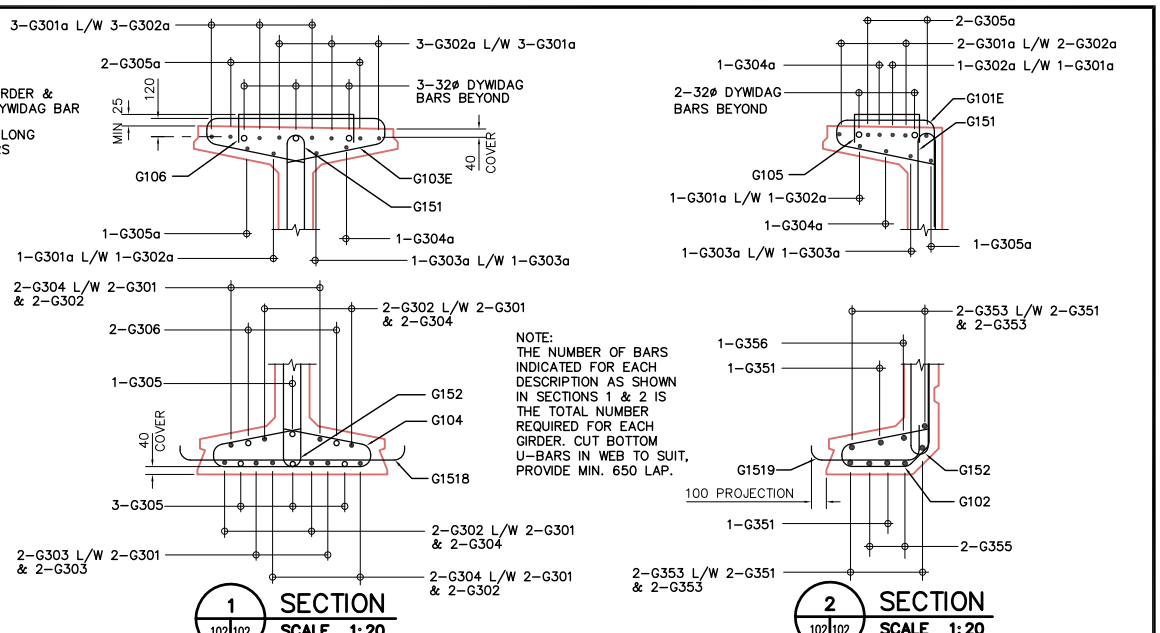 3-G301a L/W 3-G302a
3-G302a L/W 3-G301a
2-G305a
RDER &
YWIDAG BAR
LONG
RS
MIN 25
120
3-32ø DYWIDAG
BARS BEYOND
40
COVER
G106
G103E
G151
1-G305a
1-G304a
1-G301a L/W 1-G302a
1-G303a L/W 1-G303a
2-G304 L/W 2-G301
& 2-G302
2-G302 L/W 2-G301
& 2-G304
2-G306
1-G305
G152
G104
40
COVER
G1518
3-G305
2-G302 L/W 2-G301
& 2-G304
2-G303 L/W 2-G301
& 2-G303
2-G304 L/W 2-G301
& 2-G302
1
102 102
SECTION
SCALE 1:20
NOTE:
THE NUMBER OF BARS
INDICATED FOR EACH
DESCRIPTION AS SHOWN
IN SECTIONS 1 & 2 IS
THE TOTAL NUMBER
REQUIRED FOR EACH
GIRDER. CUT BOTTOM
U-BARS IN WEB TO SUIT,
PROVIDE MIN. 650 LAP.
2-G305a
2-G301a L/W 2-G302a
1-G304a
1-G302a L/W 1-G301a
2-32ø DYWIDAG
BARS BEYOND
G101E
G151
G105
1-G301a L/W 1-G302a
1-G304a
1-G303a L/W 1-G303a
1-G305a
2-G353 L/W 2-G351
& 2-G353
1-G356
1-G351
G1519
G152
G102
100 PROJECTION
1-G351
2-G355
2-G353 L/W 2-G351
& 2-G353
2
102 102
SECTION
SCALE 1:20